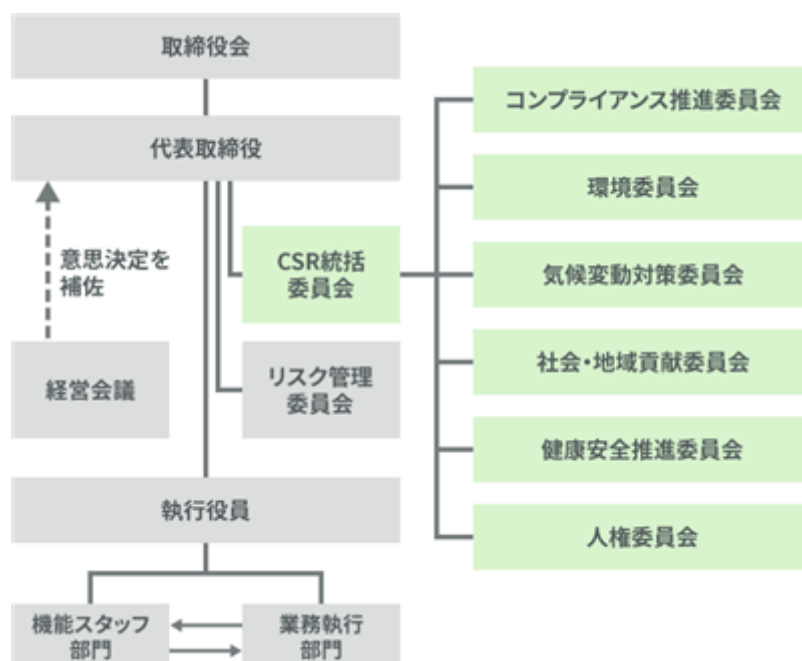 取締役会
代表取締役
意思決定を
補佐
経営会議
CSR統括
委員会
リスク管理
委員会
執行役員
機能スタッフ
部門
業務執行
部門
コンプライアンス推進委員会
環境委員会
気候変動対策委員会
社会・地域貢献委員会
健康安全推進委員会
人権委員会